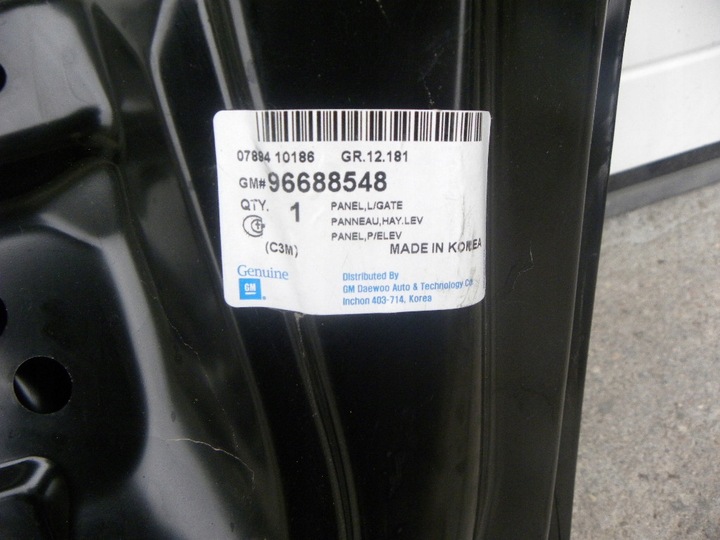 07894 10186 GR.12.181
GM# 96688548
QTY. 1 PANEL,L/GATE
PANNEAU,HAY.LEV
PANEL,P/ELEV
(C3M) MADE IN KOREA
Genuine
GM
Distributed By
GM Daewoo Auto & Technology Co
Inchon 403-714, Korea